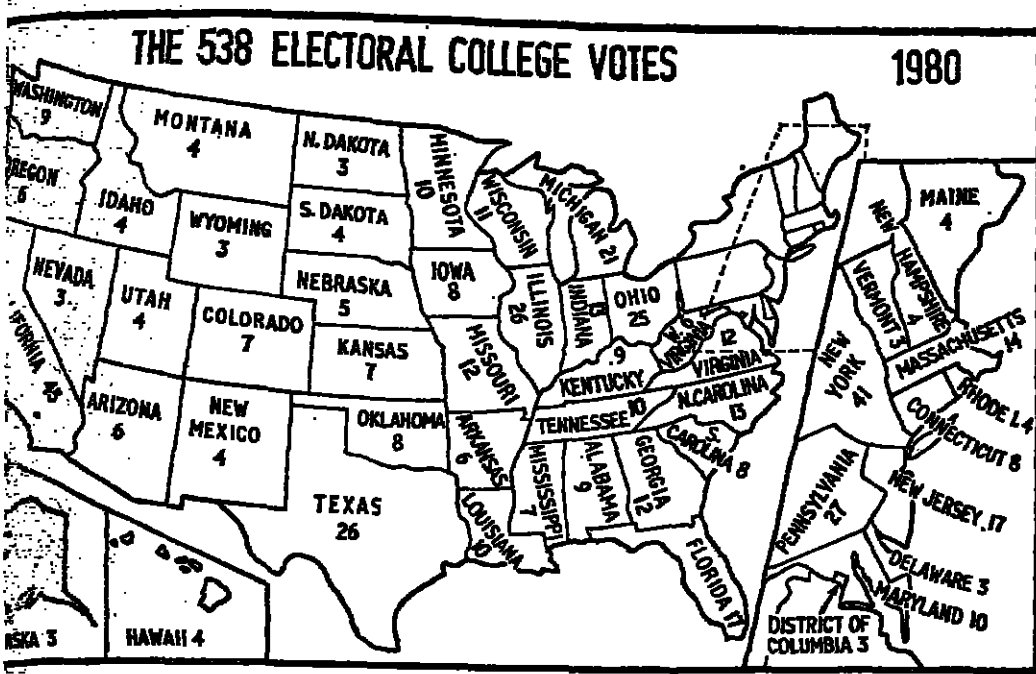 THE 538 ELECTORAL COLLEGE VOTES
1980
WASHINGTON
9
MONTANA
4
N. DAKOTA
3
MINNESOTA
10
OREGON
6
IDAHO
4
WYOMING
3
S. DAKOTA
4
WISCONSIN
11
MICHIGAN 21
NEVADA
3
UTAH
4
COLORADO
7
NEBRASKA
5
IOWA
8
ILLINOIS
26
INDIANA
13
OHIO
25
KANSAS
7
MISSOURI
12
KENTUCKY
9
W.
VIRGINIA
12
VIRGINIA
ARIZONA
6
NEW
MEXICO
4
OKLAHOMA
8
ARKANSAS
6
TENNESSEE 10
N.CAROLINA
13
S.
CAROLINA 8
TEXAS
26
LOUISIANA
10
MISSISSIPPI
7
ALABAMA
9
GEORGIA
12
FLORIDA 17
SKA 3
HAWAII 4
MAINE
4
NEW
HAMPSHIRE
4
VERMONT 3
MASSACHUSETTS
14
NEW
YORK
41
RHODE I. 4
CONNECTICUT 8
NEW JERSEY, 17
PENNSYLVANIA
27
DELAWARE 3
MARYLAND 10
DISTRICT OF
COLUMBIA 3